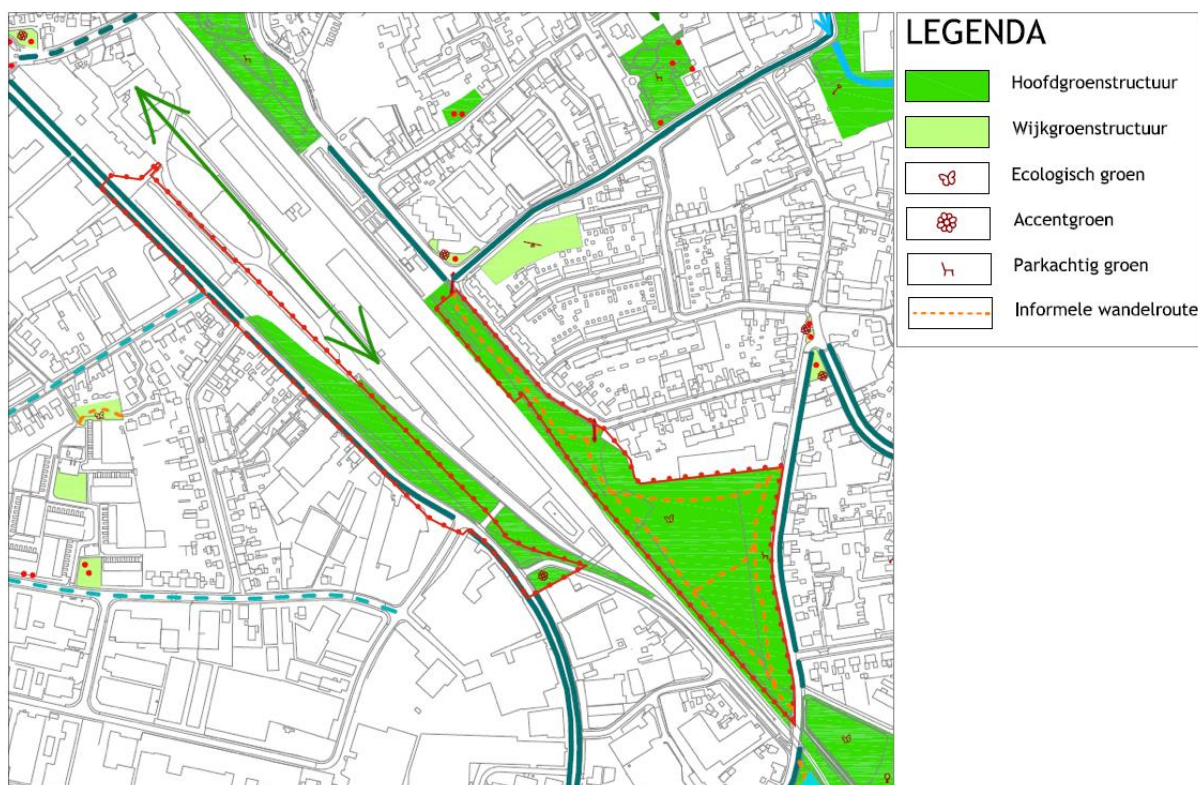 LEGENDA
Hoofdgroenstructuur
Wijkgroenstructuur
Ecologisch groen
Accentgroen
Parkachtig groen
Informele wandelroute